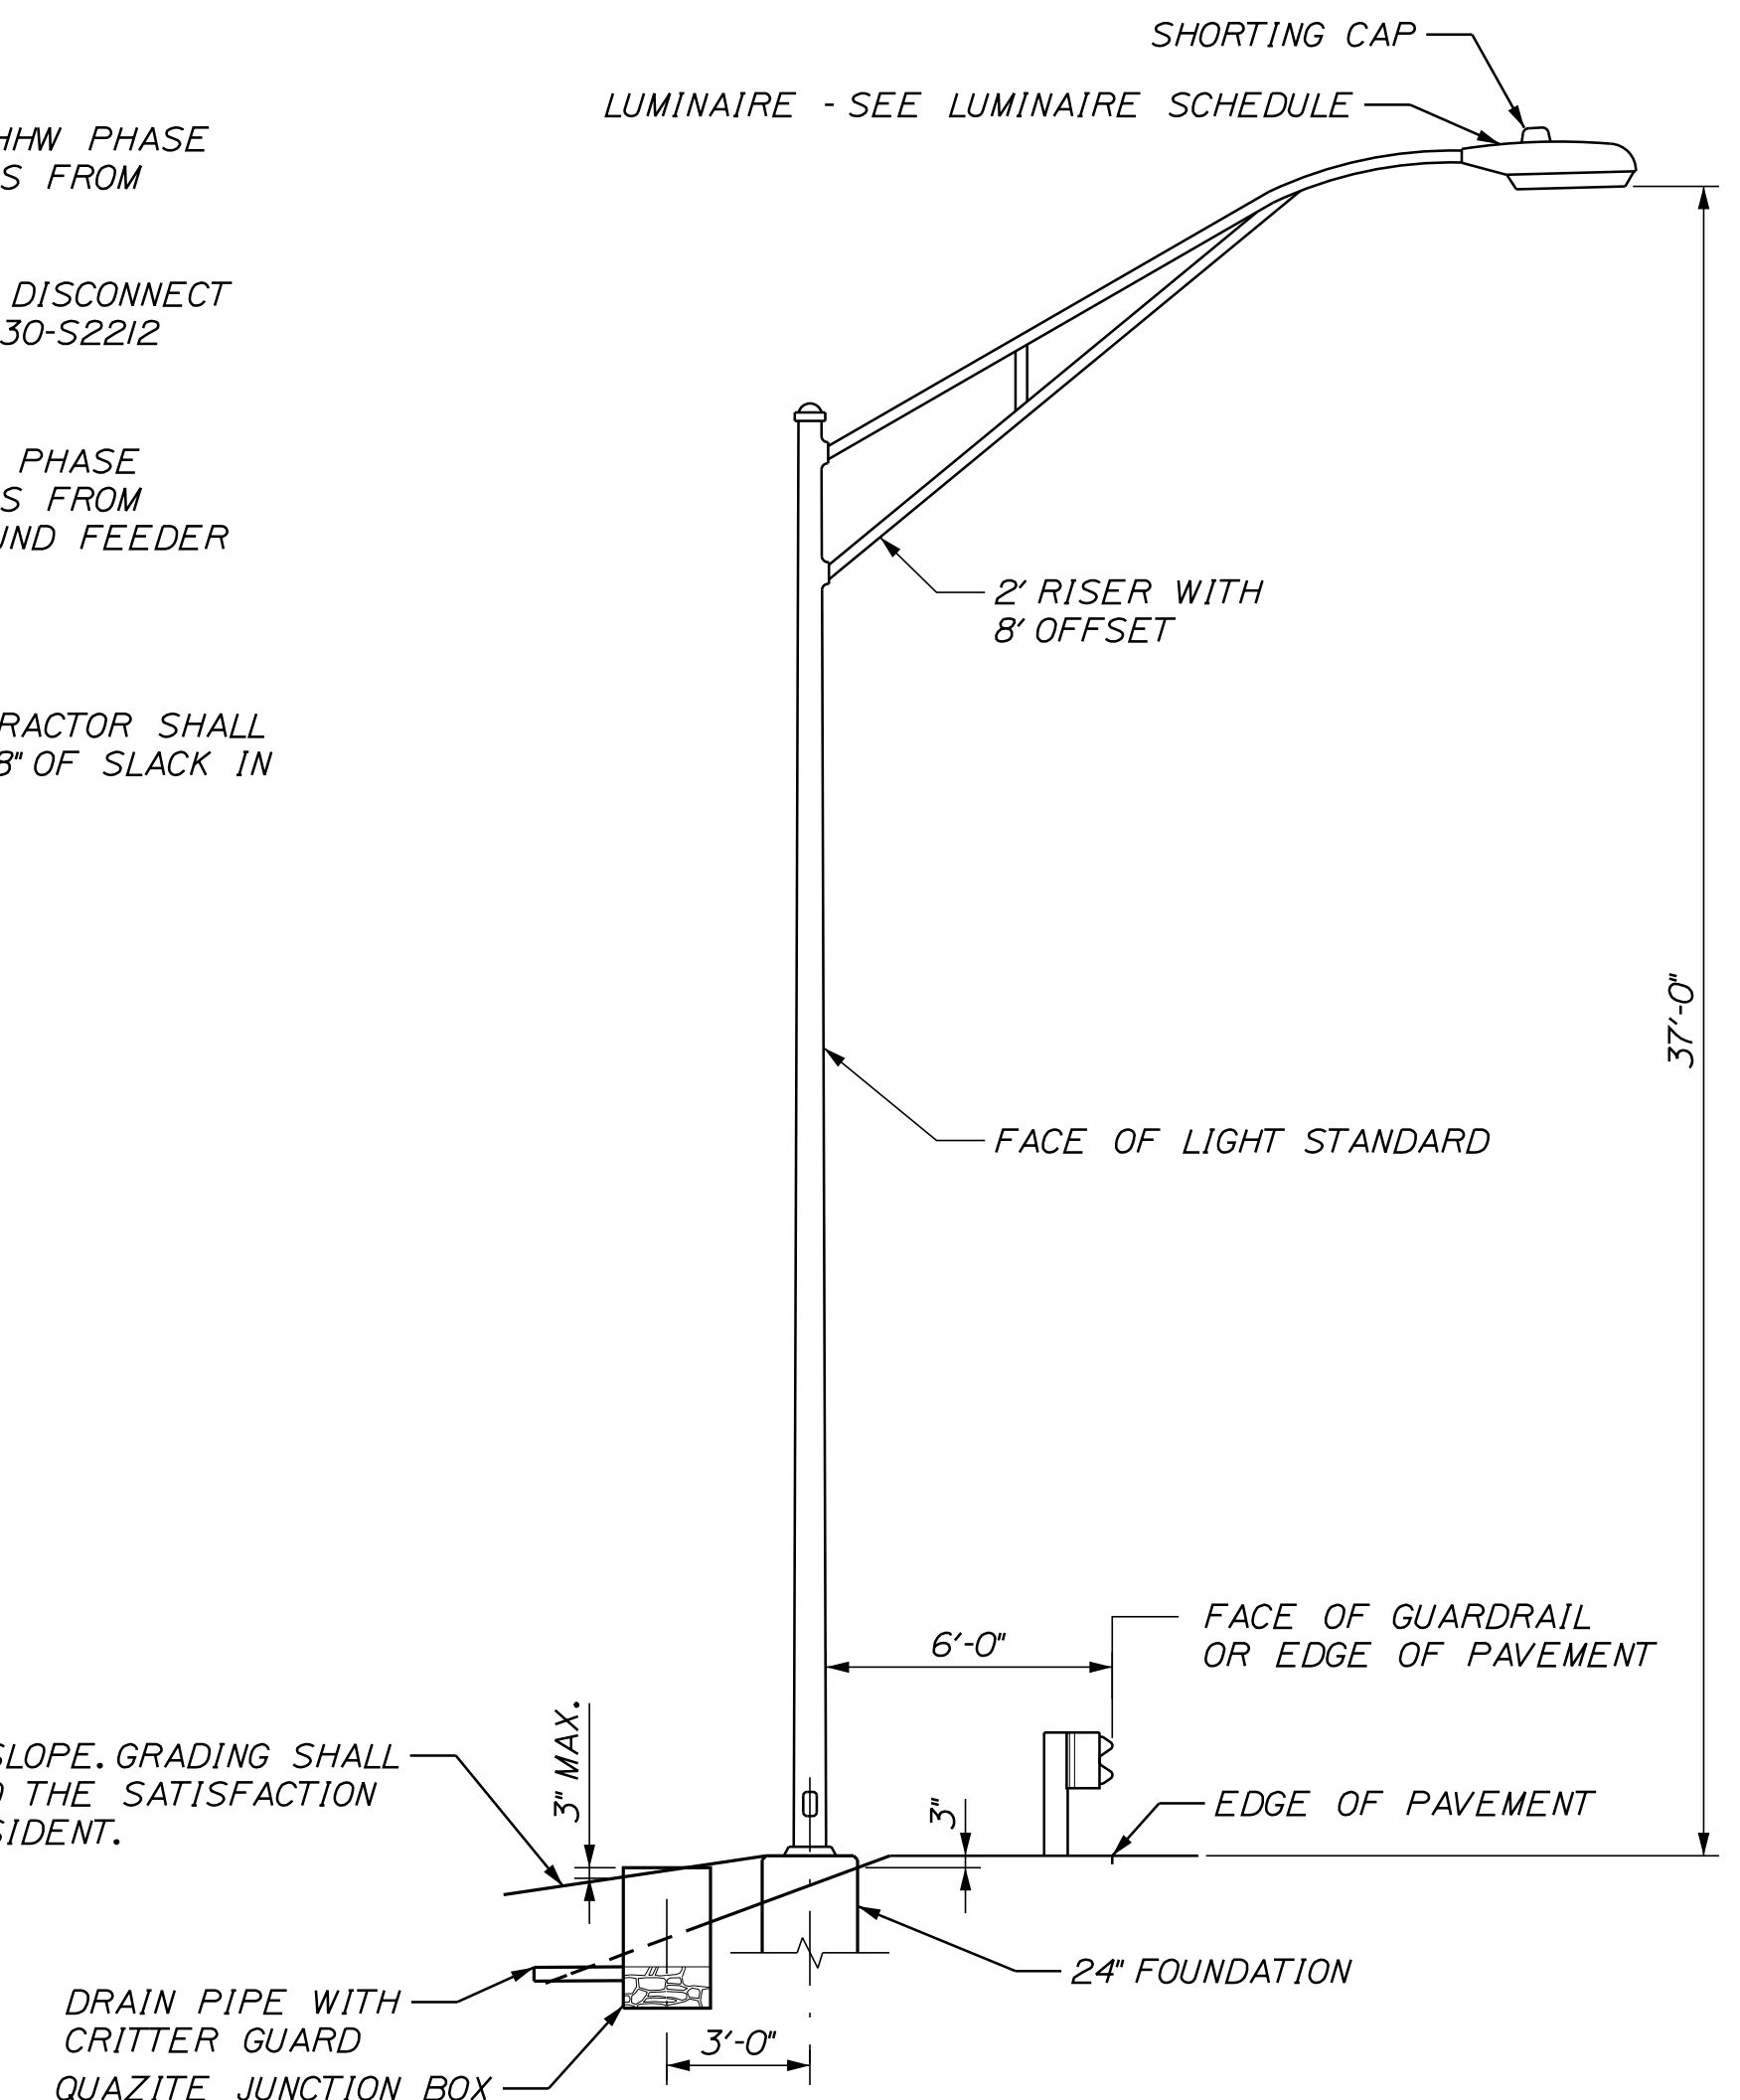 SHORTING CAP
LUMINAIRE - SEE LUMINAIRE SCHEDULE
HHW PHASE
S FROM
DISCONNECT
30-S2212
PHASE
S FROM
UND FEEDER
2' RISER WITH
8' OFFSET
RACTOR SHALL
8" OF SLACK IN
37'-0"
FACE OF LIGHT STANDARD
FACE OF GUARDRAIL
OR EDGE OF PAVEMENT
6'-0"
3" MAX.
SLOPE. GRADING SHALL
O THE SATISFACTION
SIDENT.
3"
EDGE OF PAVEMENT
24" FOUNDATION
DRAIN PIPE WITH
CRITTER GUARD
3'-0"
QUAZITE JUNCTION BOX